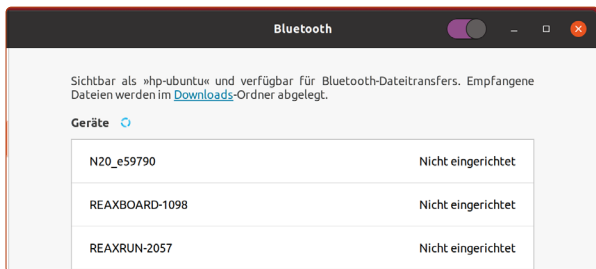 Bluetooth
Sichtbar als »hp-ubuntu« und verfügbar für Bluetooth-Dateitransfers. Empfangene
Dateien werden im Downloads-Ordner abgelegt.
Geräte
N20_e59790 Nicht eingerichtet
REAXBOARD-1098 Nicht eingerichtet
REAXRUN-2057 Nicht eingerichtet